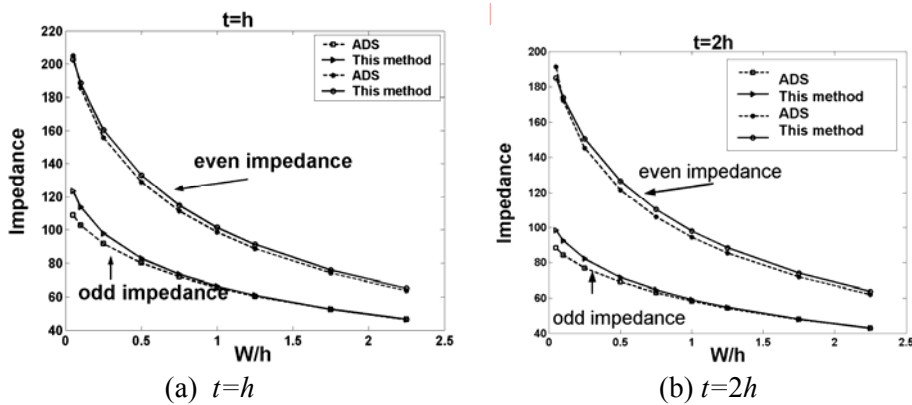 t=h
220
200
180
160
140
120
100
80
60
40
Impedance
0
0.5
1
1.5
2
2.5
W/h
ADS
This method
ADS
This method
even impedance
odd impedance
(a) t=h
t=2h
200
180
160
140
120
100
80
60
40
Impedance
0
0.5
1
1.5
2
2.5
W/h
ADS
This method
ADS
This method
even impedance
odd impedance
(b) t=2h